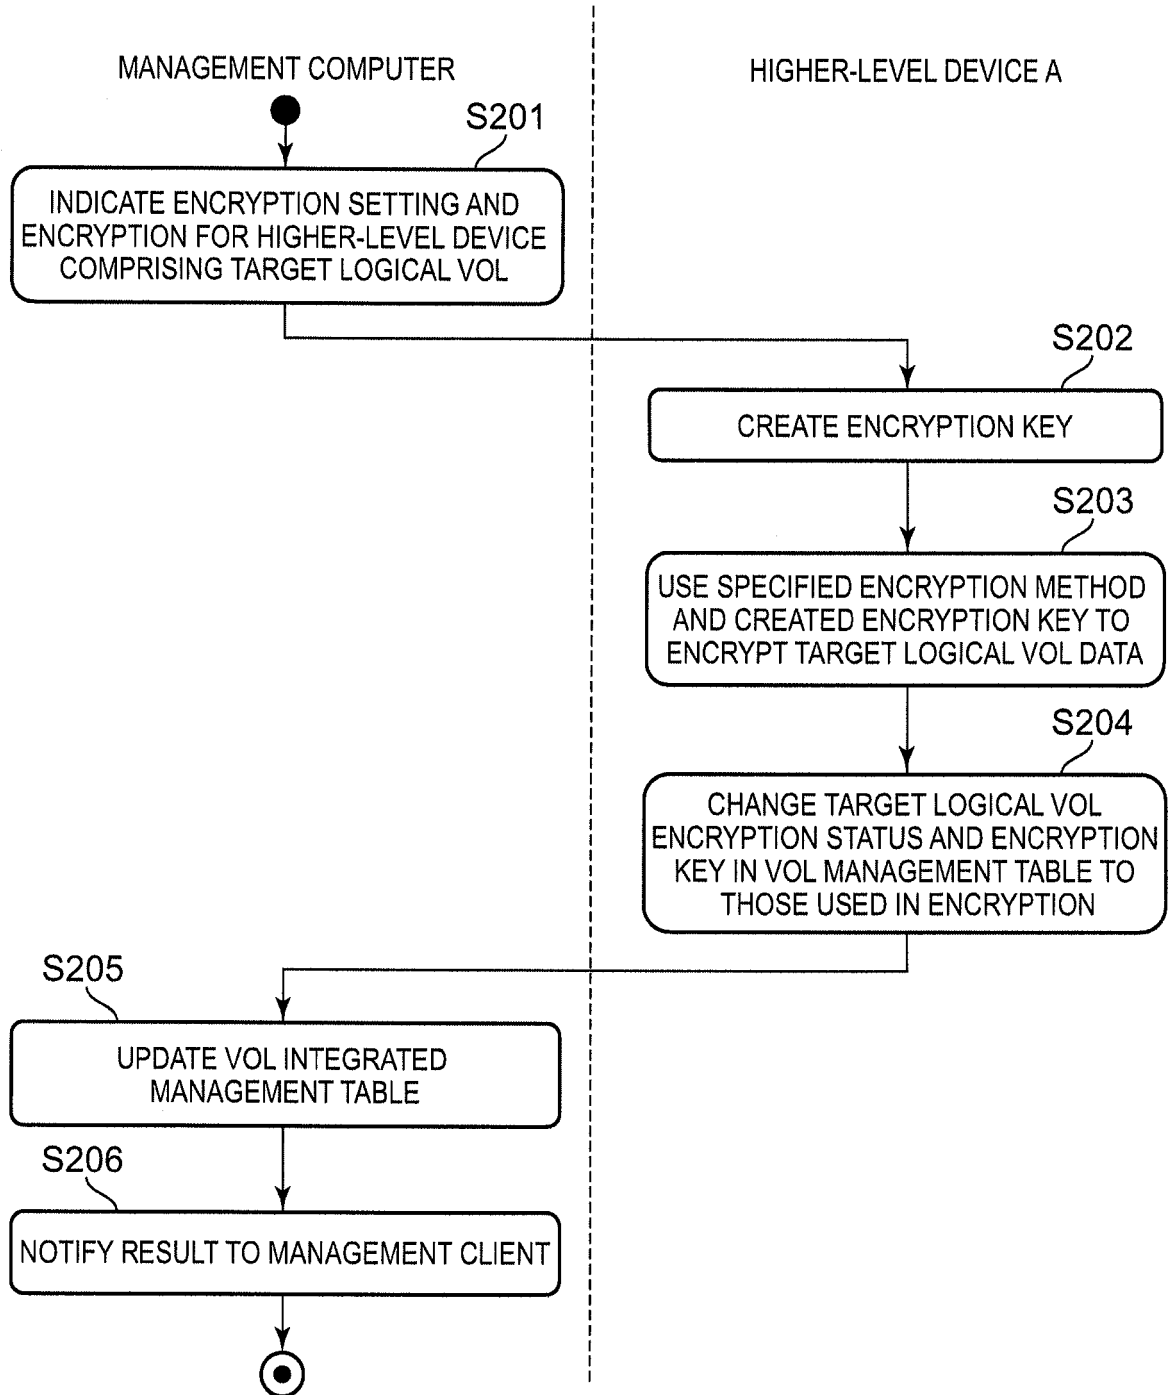 MANAGEMENT COMPUTER
HIGHER-LEVEL DEVICE A
S201
INDICATE ENCRYPTION SETTING AND
ENCRYPTION FOR HIGHER-LEVEL DEVICE
COMPRISING TARGET LOGICAL VOL
S202
CREATE ENCRYPTION KEY
S203
USE SPECIFIED ENCRYPTION METHOD
AND CREATED ENCRYPTION KEY TO
ENCRYPT TARGET LOGICAL VOL DATA
S204
CHANGE TARGET LOGICAL VOL
ENCRYPTION STATUS AND ENCRYPTION
KEY IN VOL MANAGEMENT TABLE TO
THOSE USED IN ENCRYPTION
S205
UPDATE VOL INTEGRATED
MANAGEMENT TABLE
S206
NOTIFY RESULT TO MANAGEMENT CLIENT